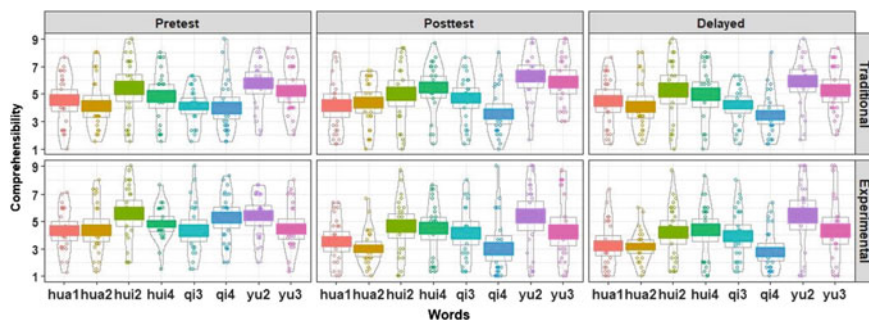 Pretest Posttest Delayed
9
7
5
3
1
Traditional
Comprehensibility
9
7
5
3
1
Experimental
hua1 hua2 hui2 hui4 qi3 qi4 yu2 yu3 hua1 hua2 hui2 hui4 qi3 qi4 yu2 yu3 hua1 hua2 hui2 hui4 qi3 qi4 yu2 yu3
Words